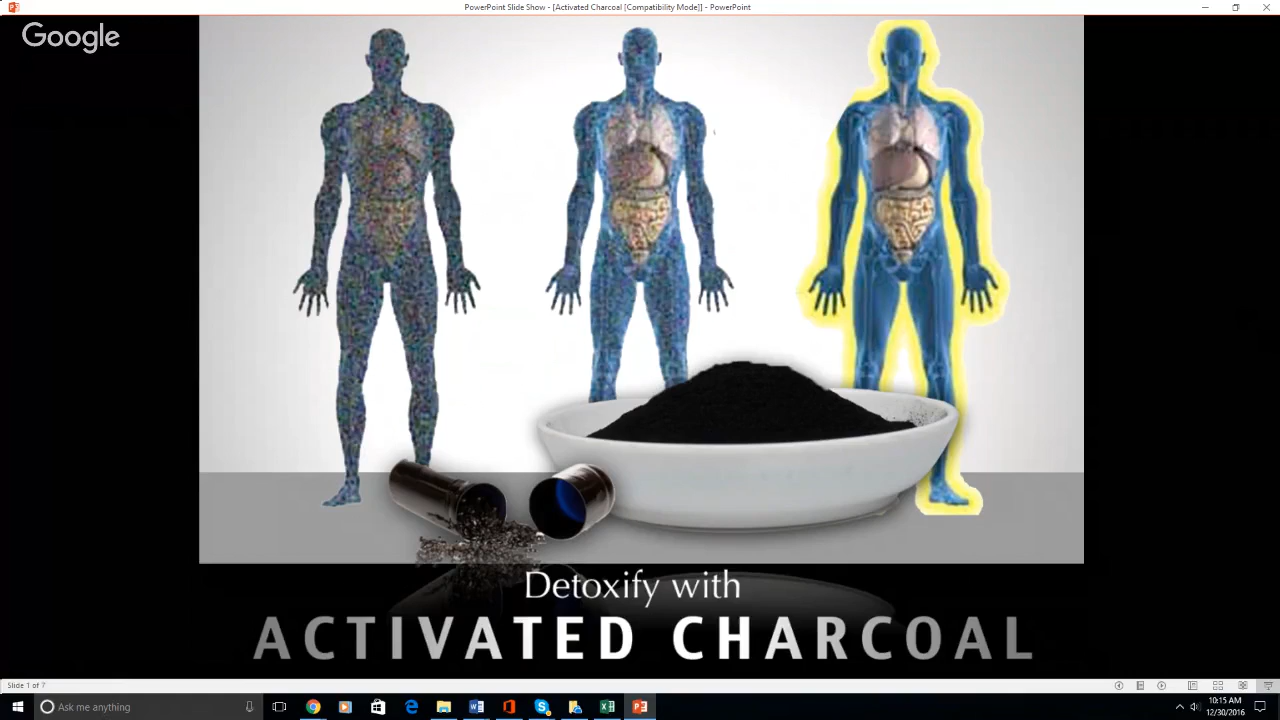 PowerPoint Slide Show - [Activated Charcoal [Compatibility Mode]] - PowerPoint
Google
Detoxify with
ACTIVATED CHARCOAL
Slide 1 of 7
Ask me anything
10:15 AM
12/30/2016